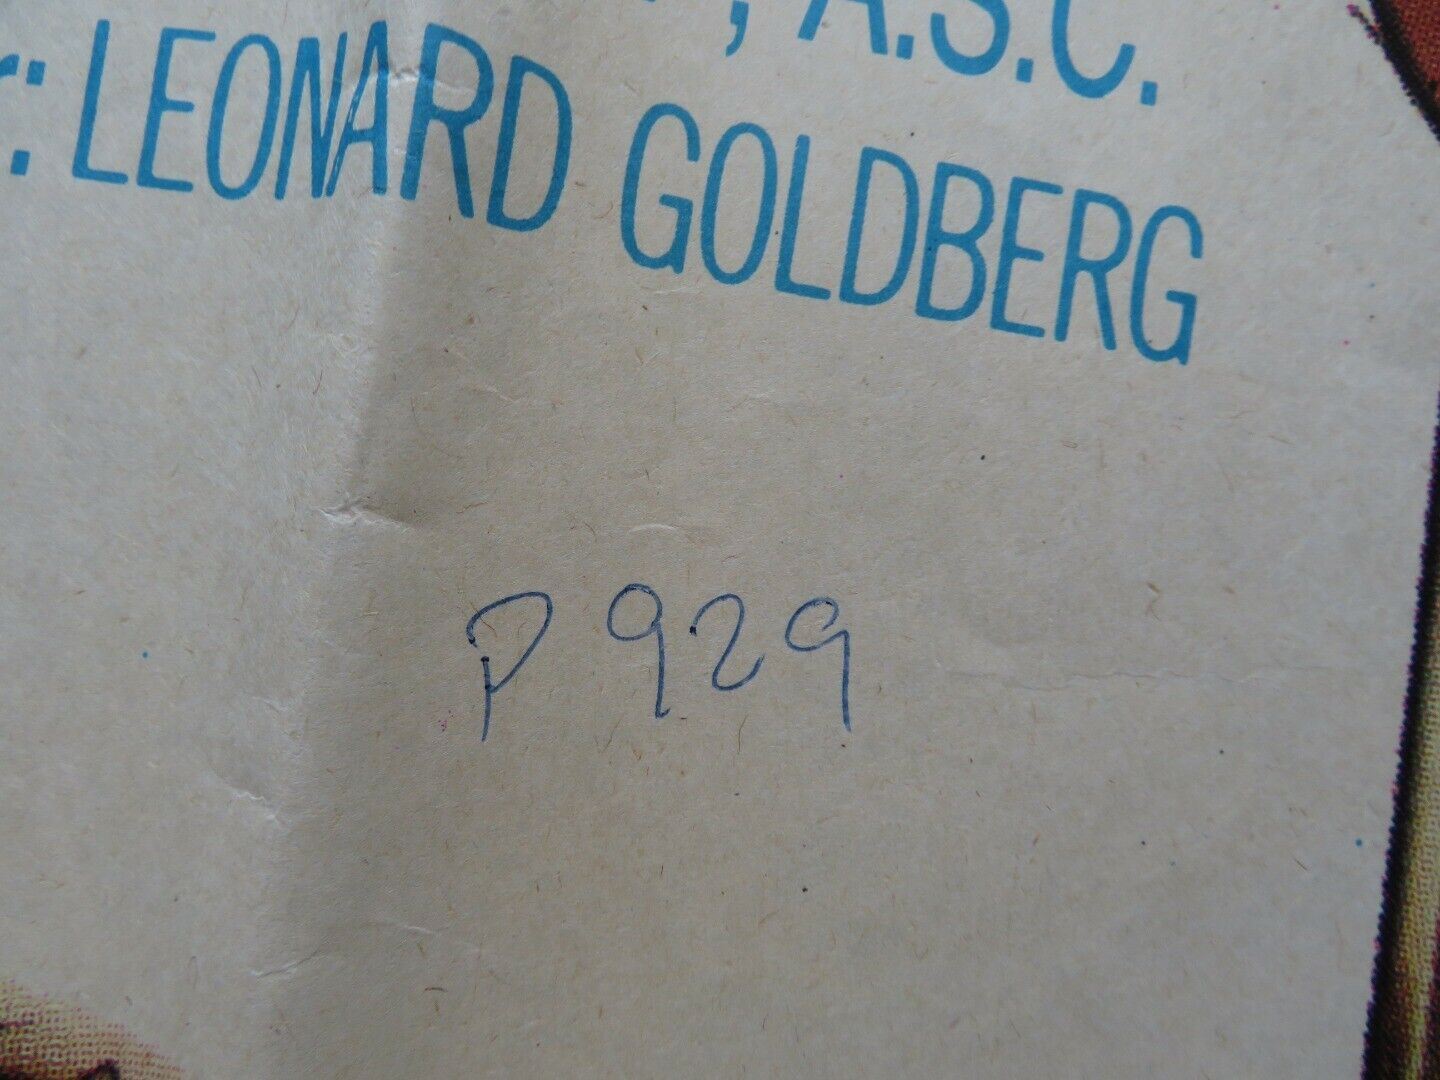 , A.S.C.
r: LEONARD GOLDBERG
P929